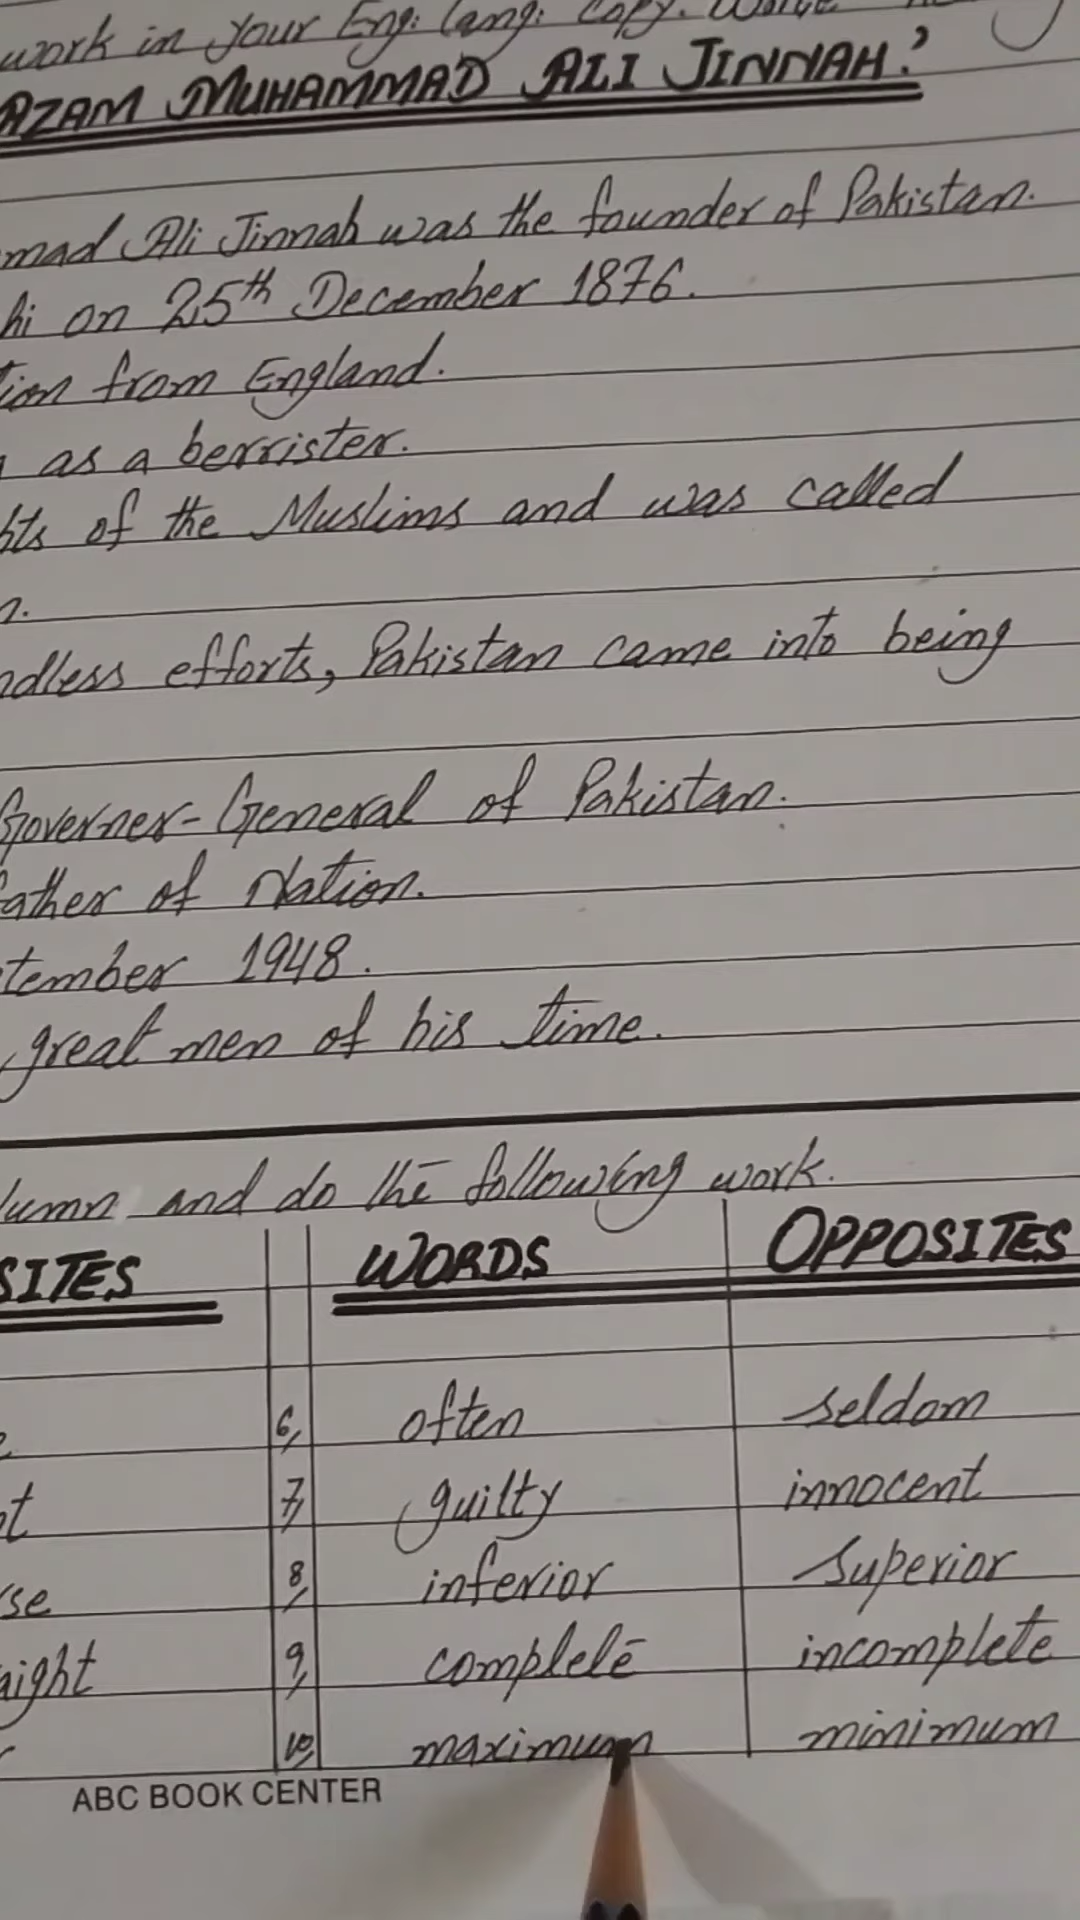 work in your Eng: lang: copy.
AZAM MUHAMMAD ALI JINNAH.'
mad Ali Jinnah was the founder of Pakistan.
hi on 25th December 1876.
tion from England.
as a berrister.
hts of the Muslims and was called
n.
ndless efforts, Pakistan came into being
Governer-General of Pakistan.
father of Nation.
tember 1948.
great men of his time.
lumn and do the following work.
SITES WORDS OPPOSITES
6, often seldom
t 7, guilty innocent
rse 8, inferior superior
aight 9, complete incomplete
r 10, maximum minimum
ABC BOOK CENTER